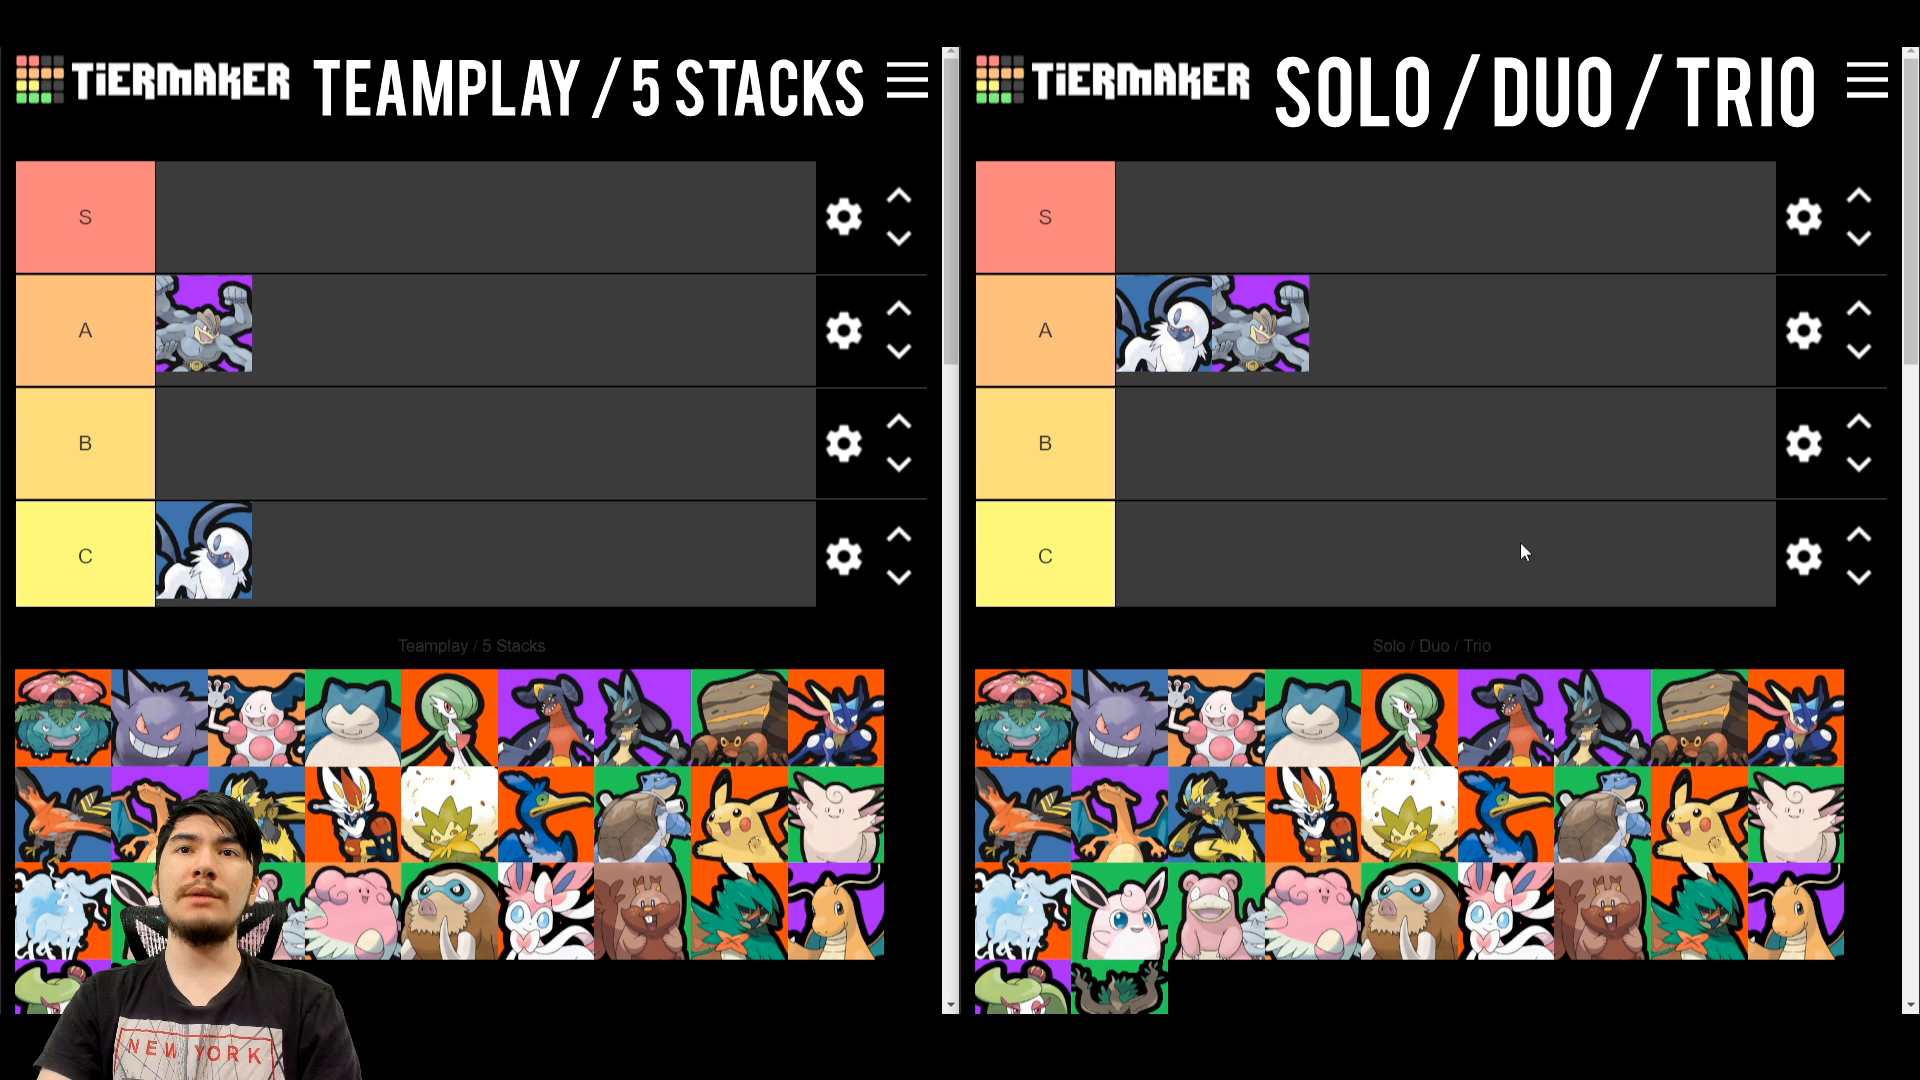 TiERMAKER
TEAMPLAY / 5 STACKS
S
A
B
C
Teamplay / 5 Stacks
TiERMAKER
SOLO / DUO / TRIO
S
A
B
C
Solo / Duo / Trio
NEW YORK